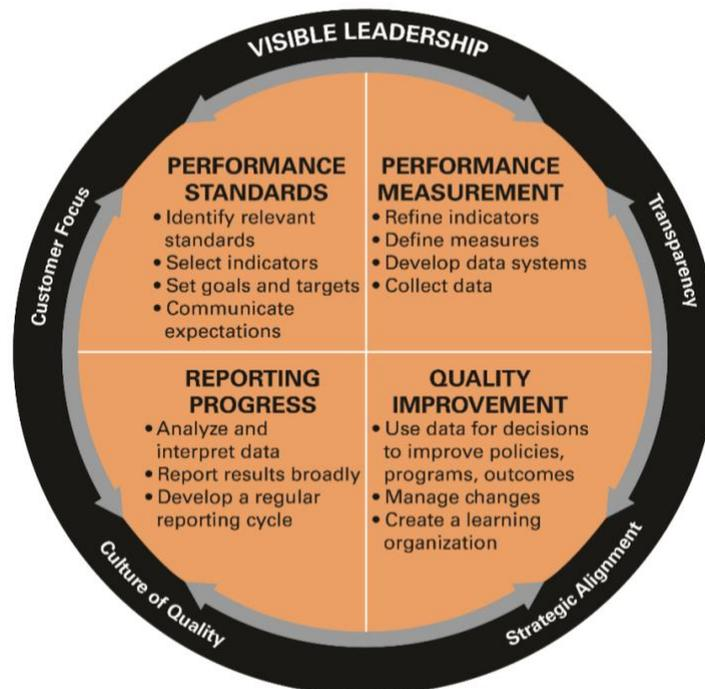 VISIBLE LEADERSHIP
Customer Focus
Transparency
PERFORMANCE
STANDARDS
• Identify relevant
standards
• Select indicators
• Set goals and targets
• Communicate
expectations
PERFORMANCE
MEASUREMENT
• Refine indicators
• Define measures
• Develop data systems
• Collect data
REPORTING
PROGRESS
• Analyze and
interpret data
• Report results broadly
• Develop a regular
reporting cycle
QUALITY
IMPROVEMENT
• Use data for decisions
to improve policies,
programs, outcomes
• Manage changes
• Create a learning
organization
Culture of Quality
Strategic Alignment